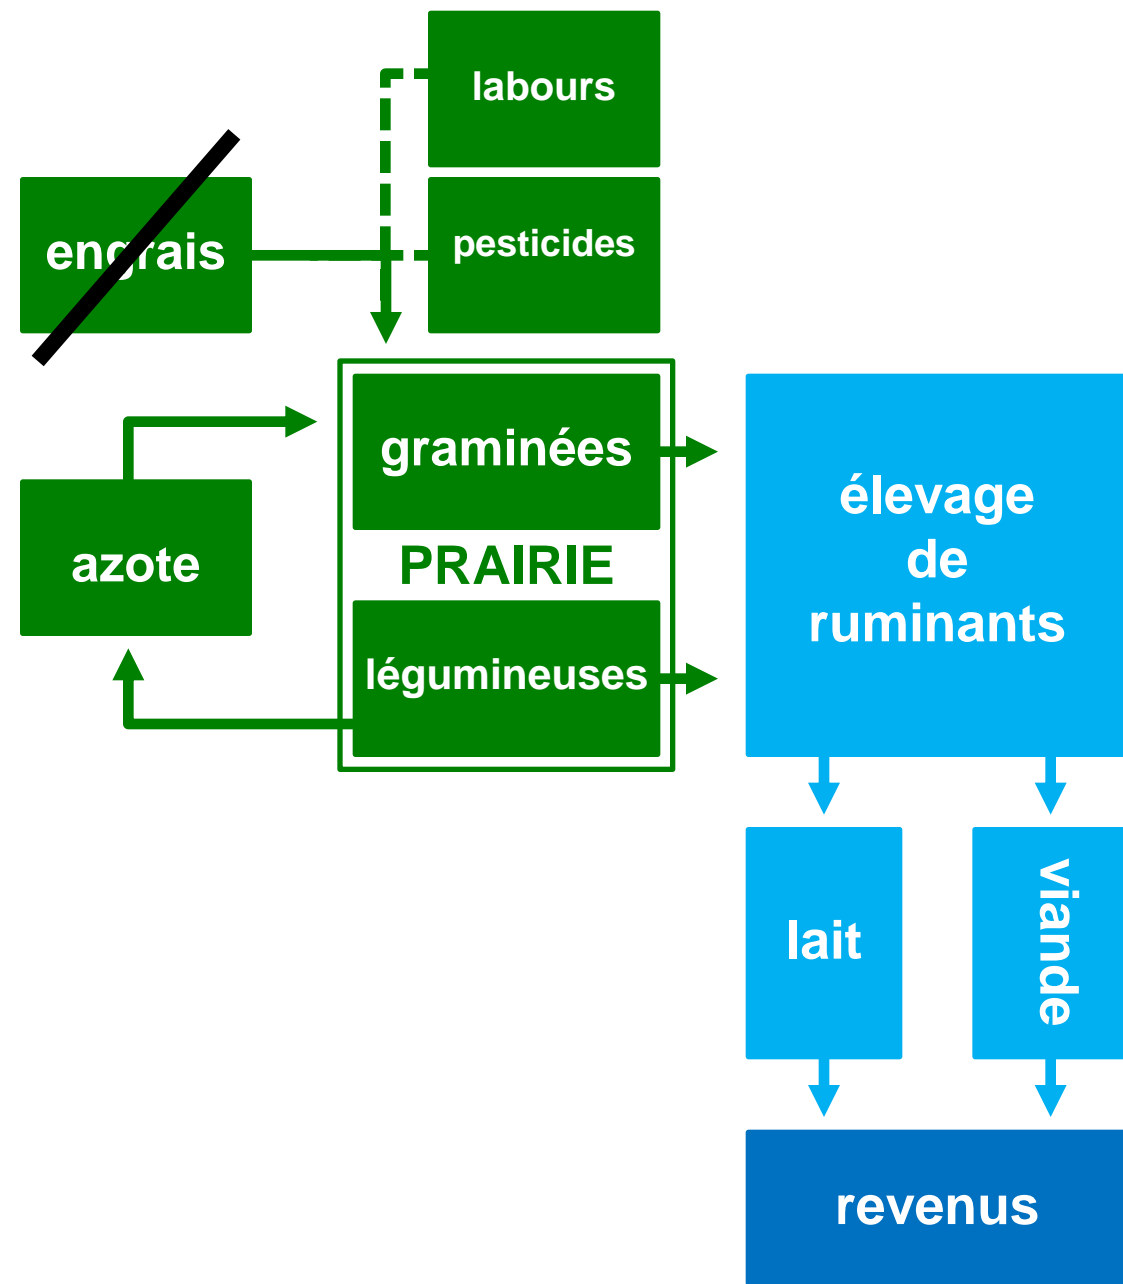 labours
engrais
pesticides
graminées
PRAIRIE
légumineuses
azote
élevage
de
ruminants
lait
viande
revenus